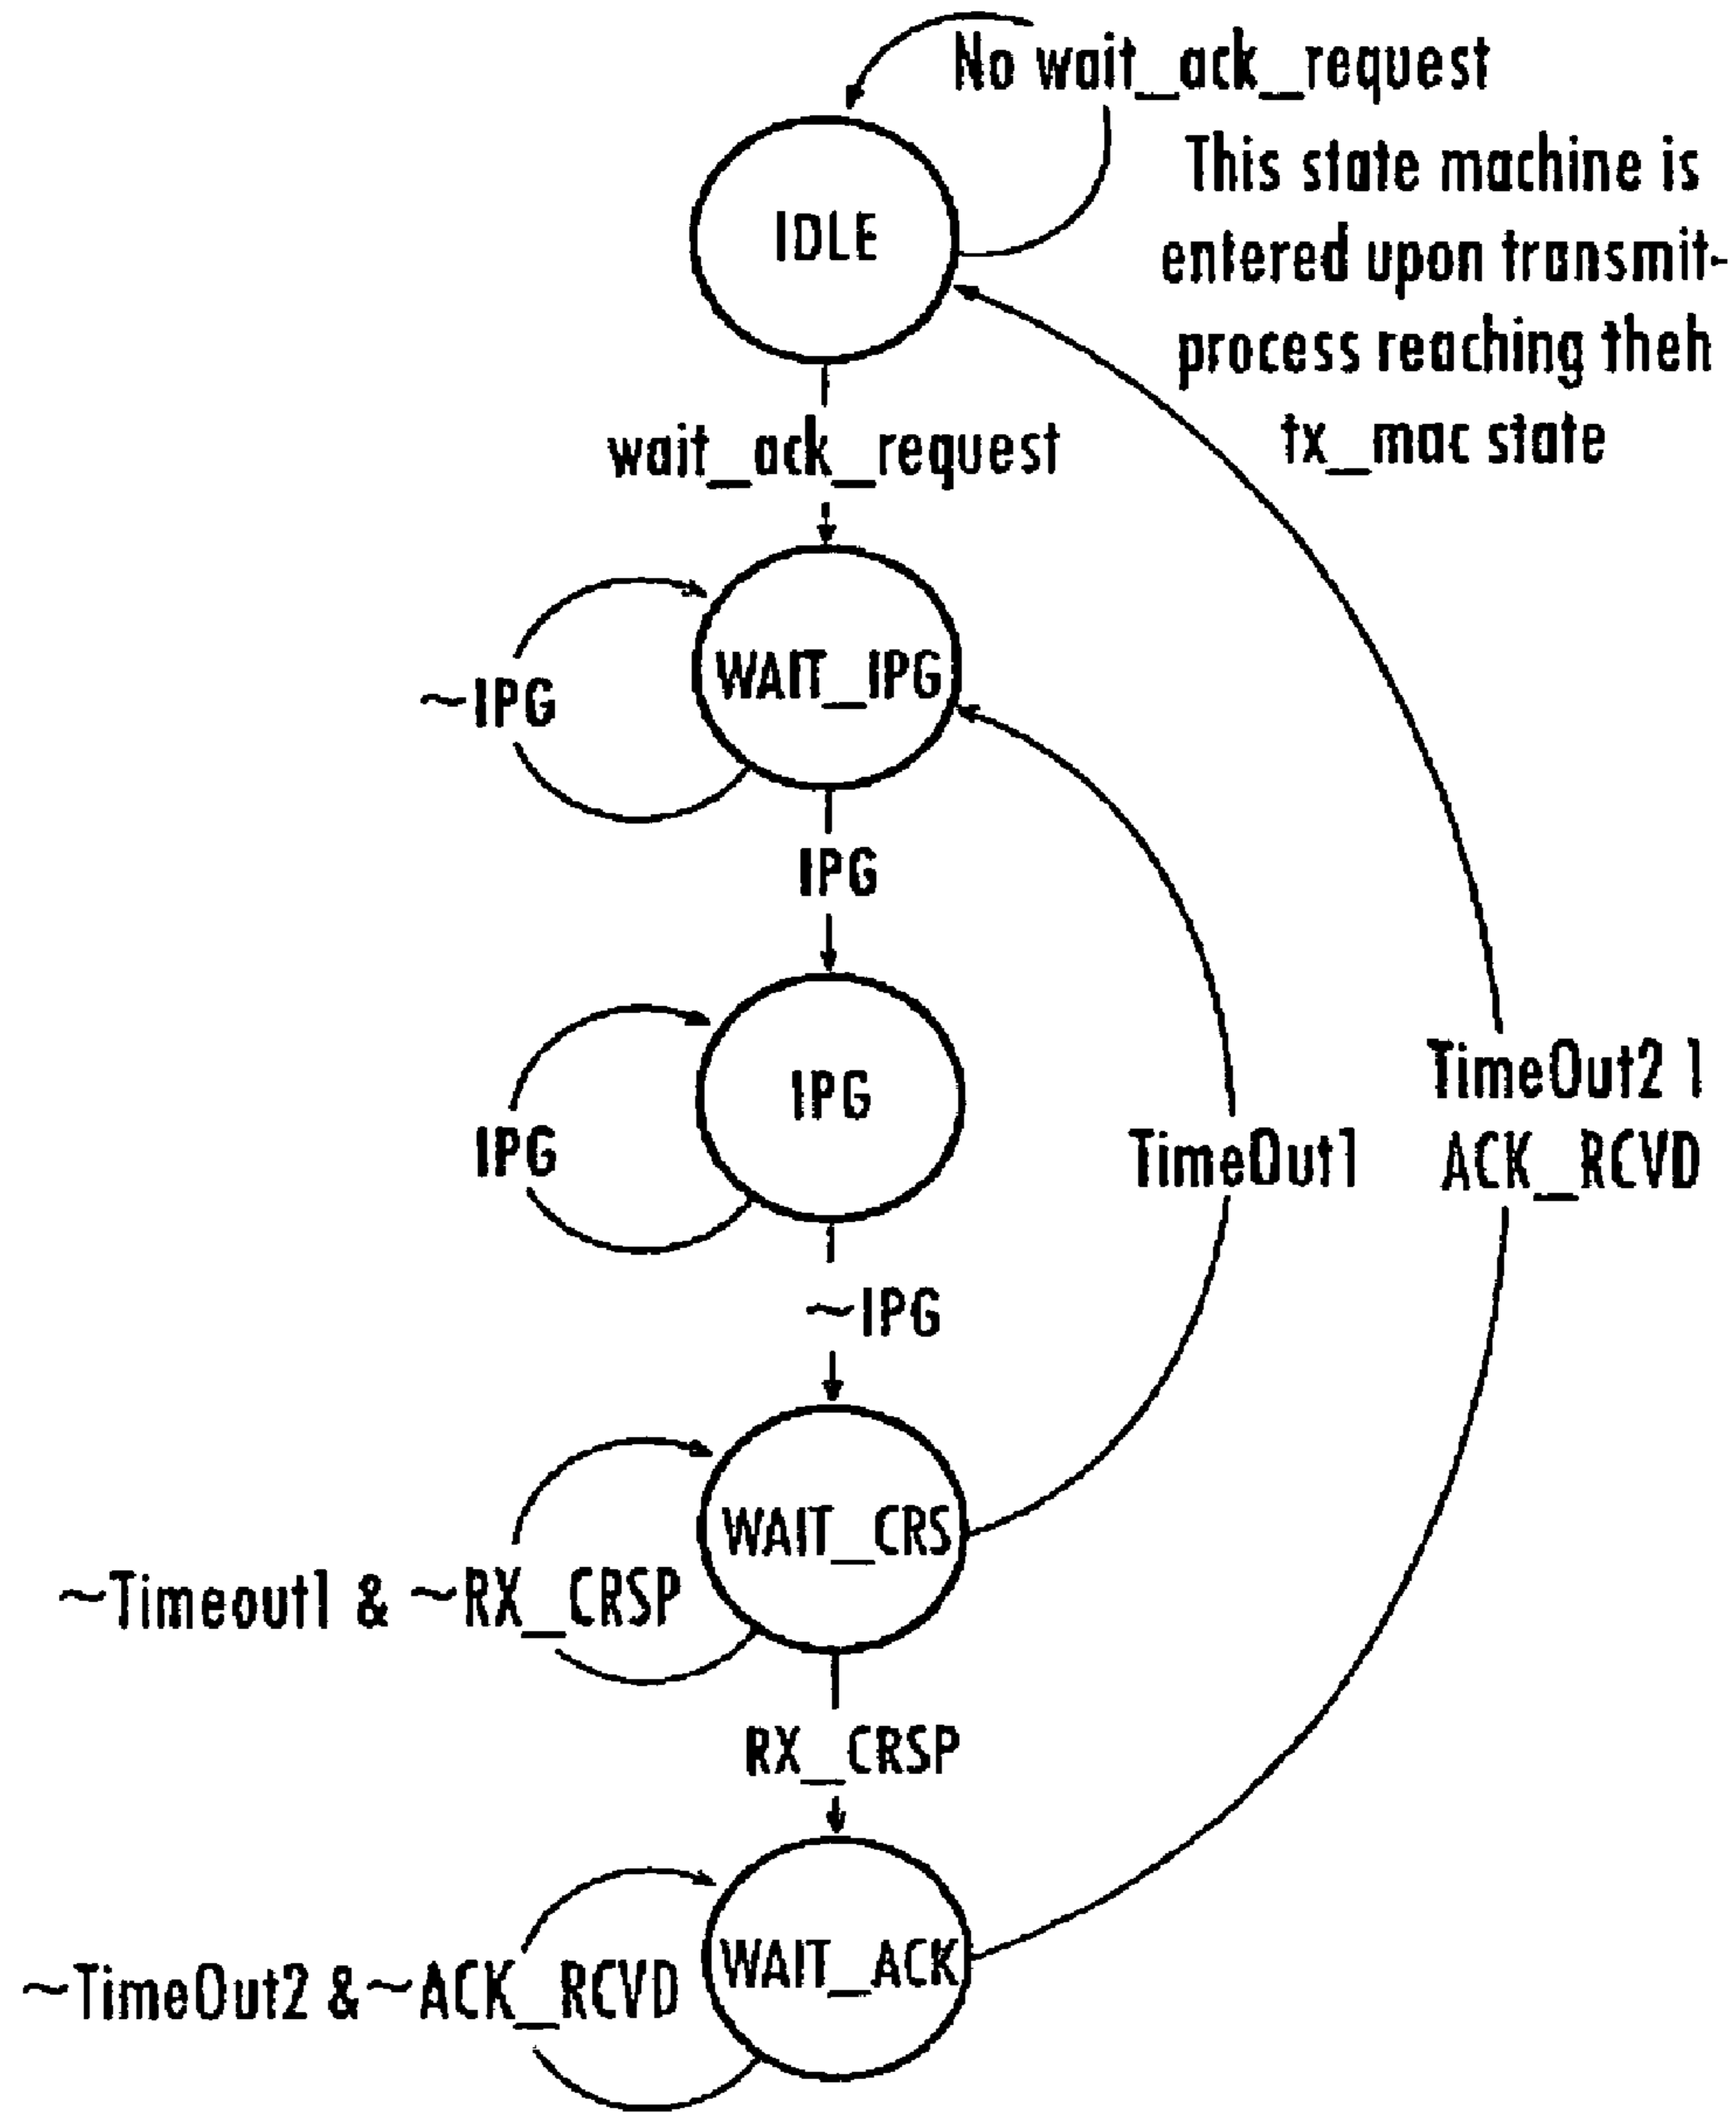 No wait_ack_request
This state machine is
entered upon transmit-
process reaching theh
tx_mac state
IDLE
wait_ack_request
WAIT_IPG
~IPG
IPG
IPG
IPG
~IPG
TimeOut1
TimeOut2 |
ACK_RCVD
WAIT_CRS
~Timeout1 & ~RX_CRSP
RX_CRSP
WAIT_ACK
~TimeOut2 &~ACK_RCVD